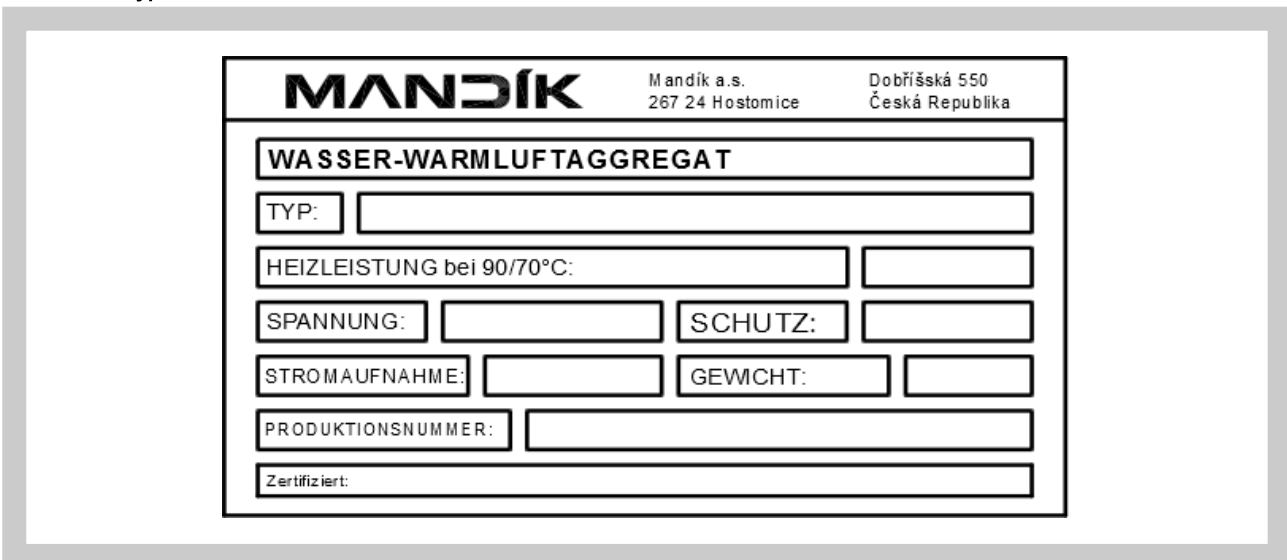 MANDÍK
Mandík a.s. Dobříšská 550
267 24 Hostomice Česká Republika
WASSER-WARMLUFTAGGREGAT
TYP:
HEIZLEISTUNG bei 90/70°C:
SPANNUNG: SCHUTZ:
STROMAUFNAHME: GEWICHT:
PRODUKTIONSNUMMER:
Zertifiziert: